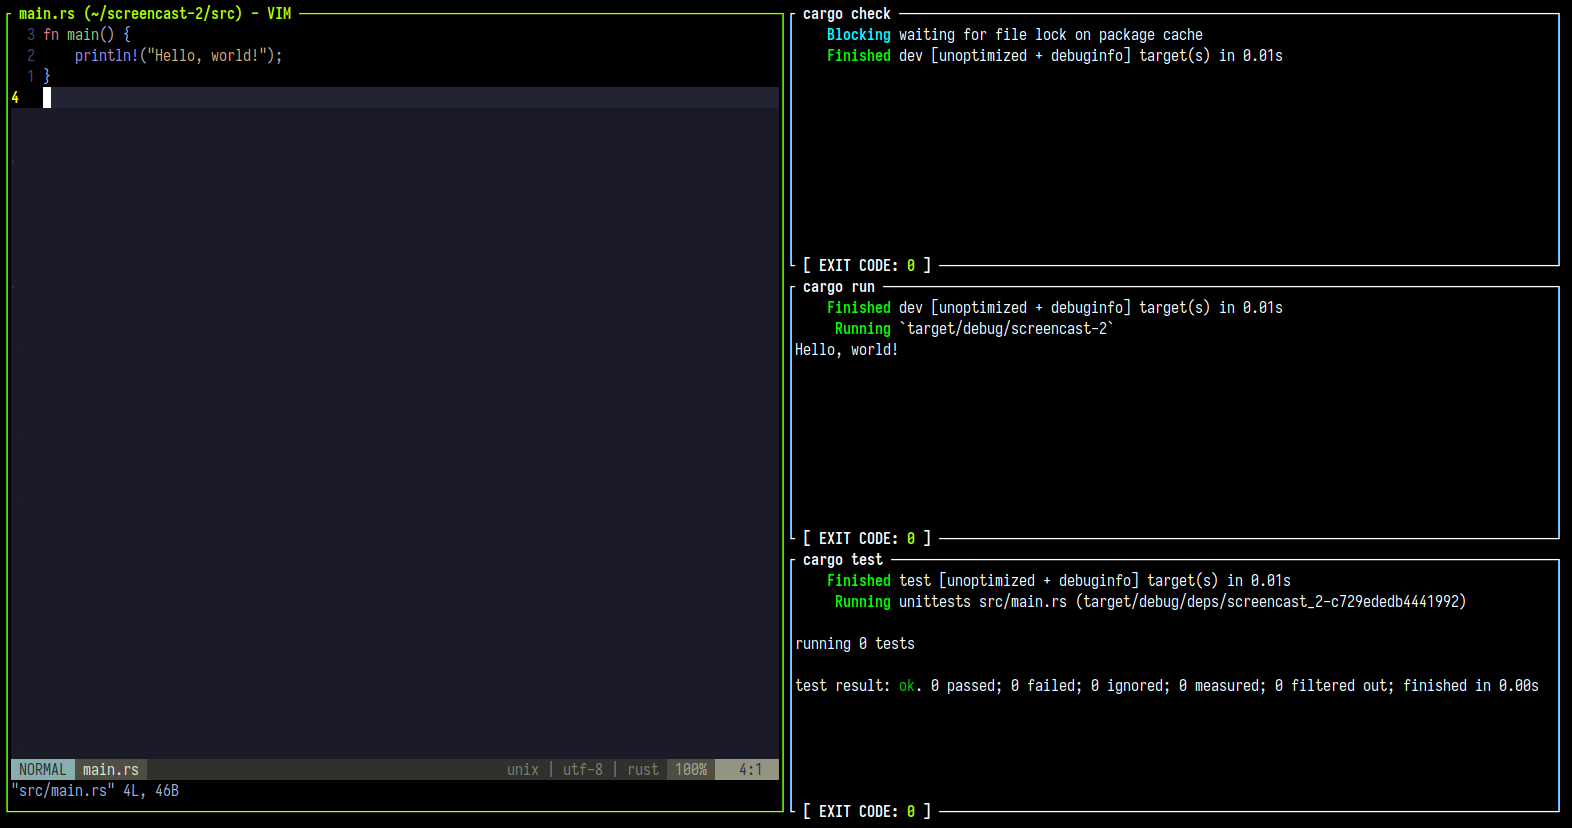 main.rs (~/screencast-2/src) - VIM
3 fn main() {
2     println!("Hello, world!");
1 }
4
NORMAL main.rs unix | utf-8 | rust 100% 4:1
"src/main.rs" 4L, 46B
cargo check
Blocking waiting for file lock on package cache
Finished dev [unoptimized + debuginfo] target(s) in 0.01s
[ EXIT CODE: 0 ]
cargo run
Finished dev [unoptimized + debuginfo] target(s) in 0.01s
Running `target/debug/screencast-2`
Hello, world!
[ EXIT CODE: 0 ]
cargo test
Finished test [unoptimized + debuginfo] target(s) in 0.01s
Running unittests src/main.rs (target/debug/deps/screencast_2-c729ededb4441992)
running 0 tests
test result: ok. 0 passed; 0 failed; 0 ignored; 0 measured; 0 filtered out; finished in 0.00s
[ EXIT CODE: 0 ]